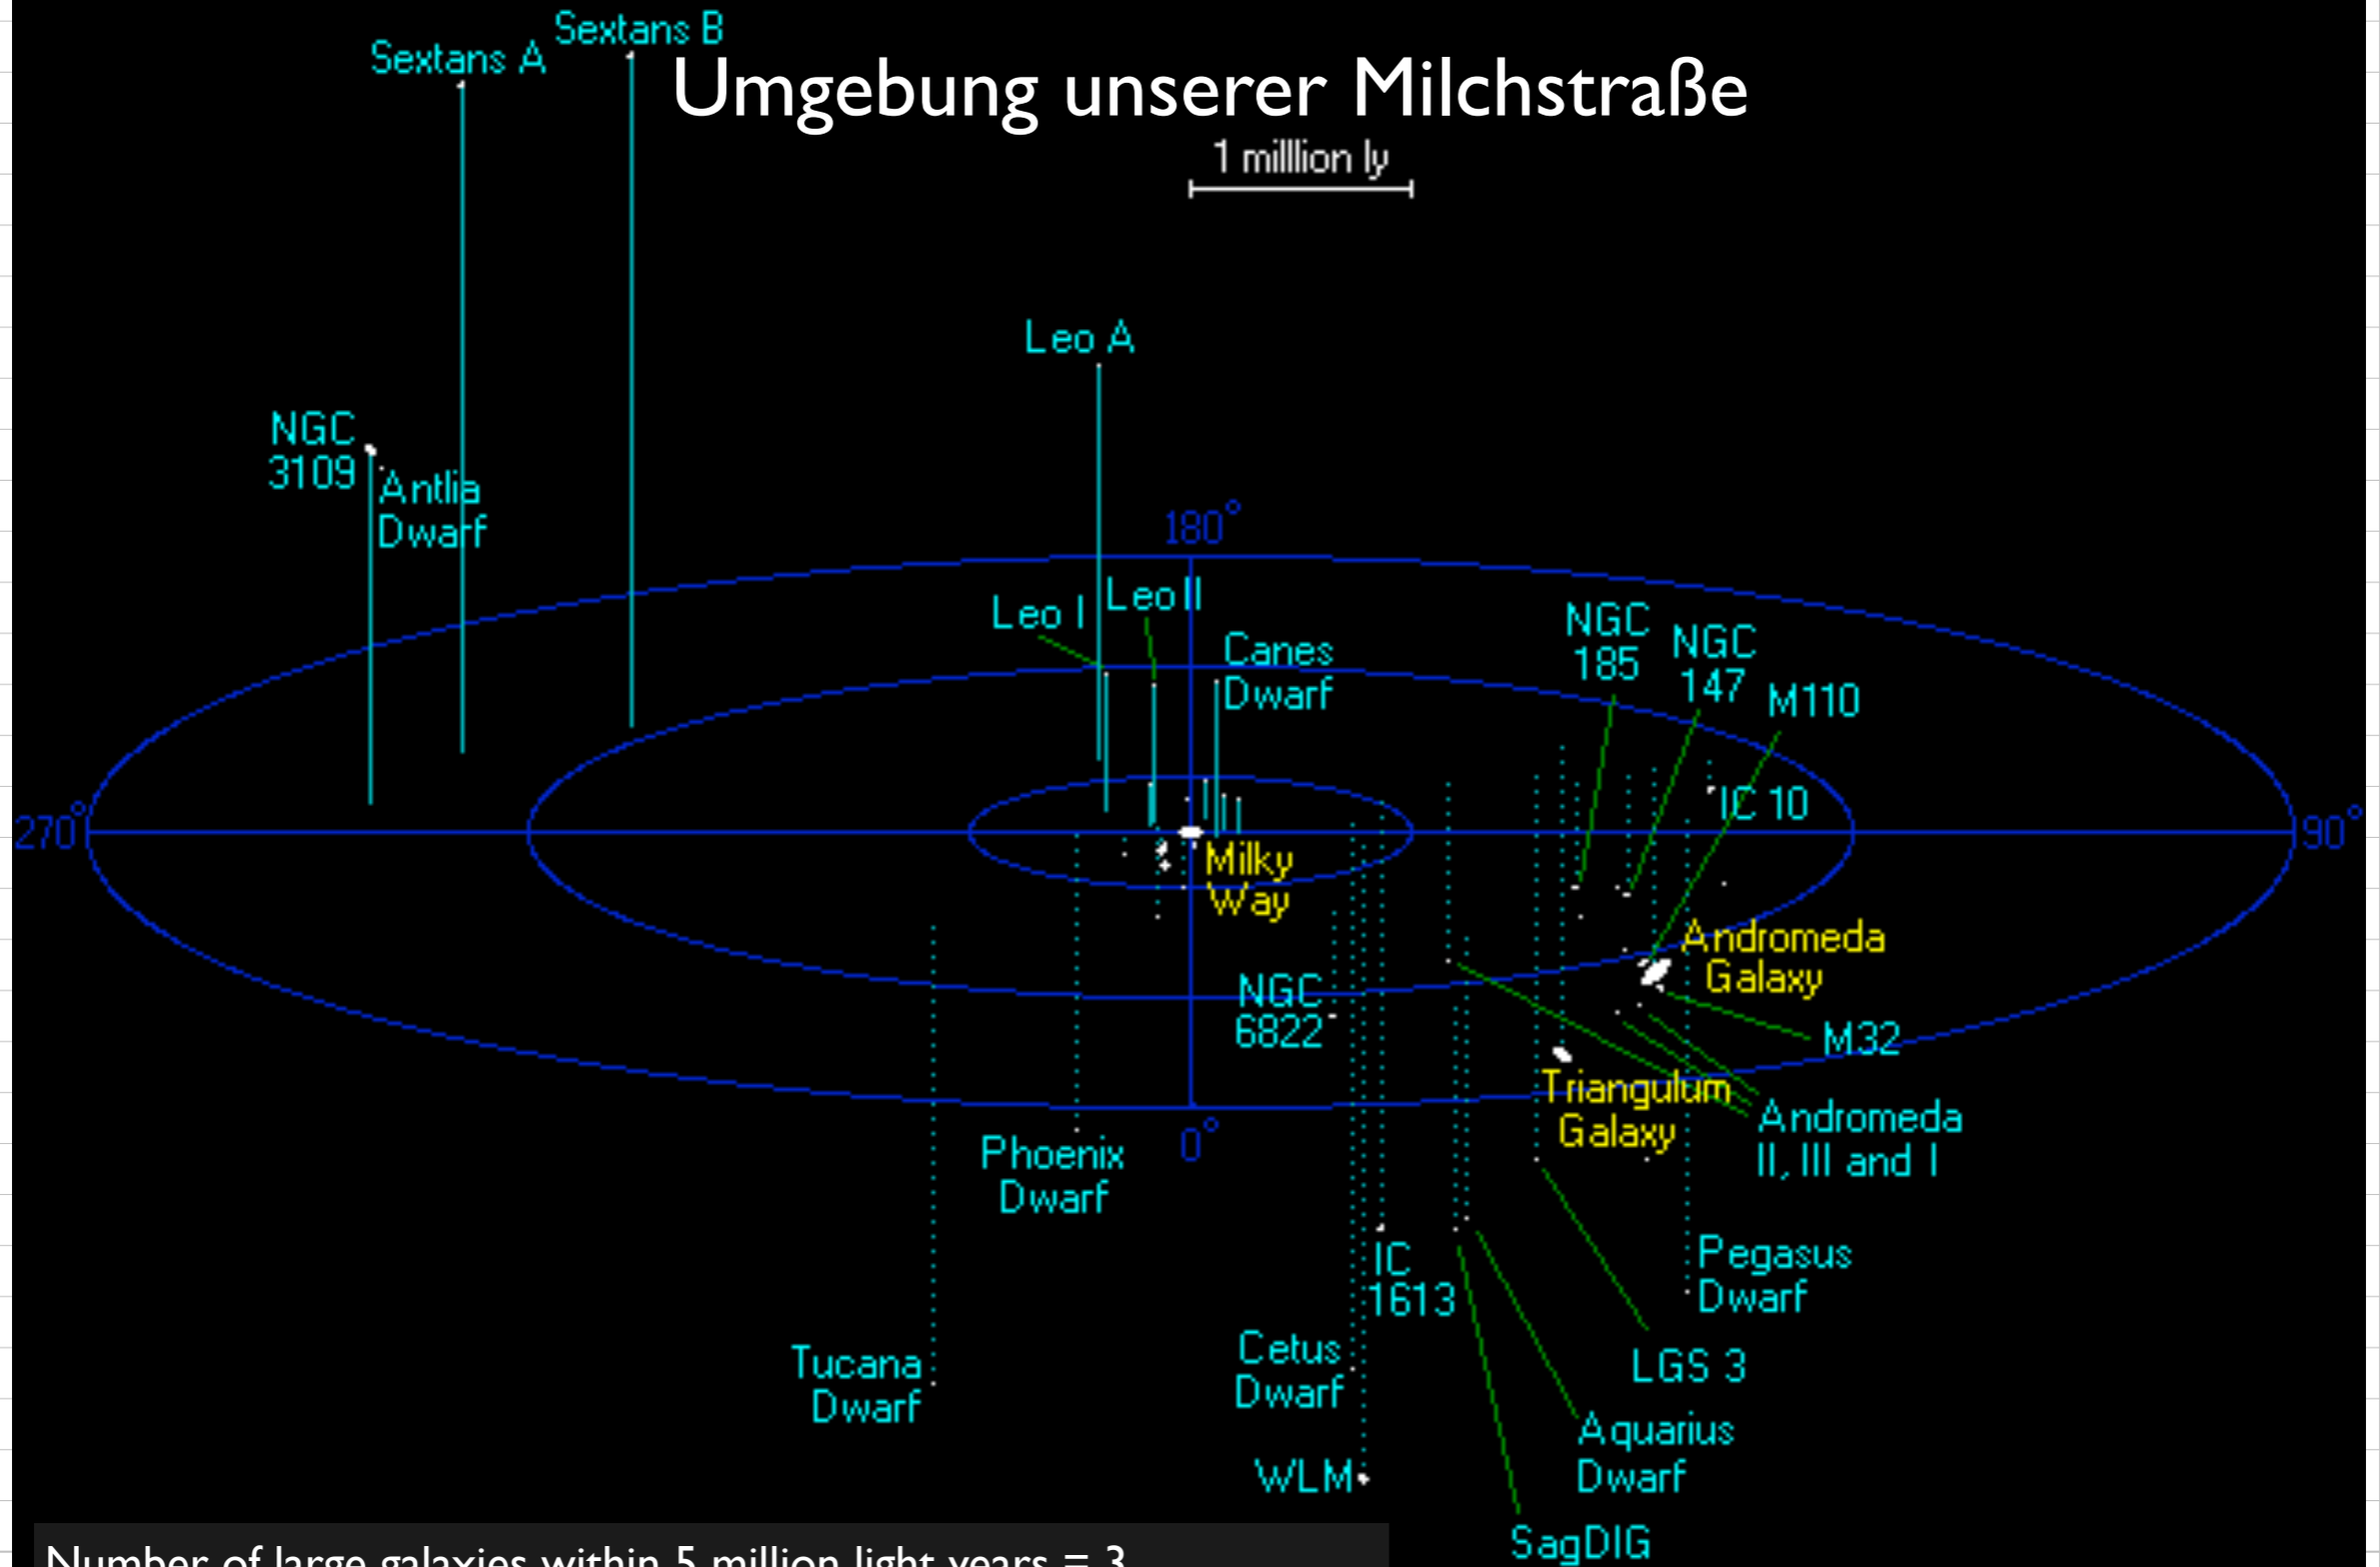 Sextans B
Sextans A
Umgebung unserer Milchstraße
1 milllion ly
Leo A
NGC
3109
Antlia
Dwarf
180°
Leo I
Leo II
Canes
Dwarf
NGC
185
NGC
147
M110
IC 10
270°
90°
Milky
Way
Andromeda
Galaxy
NGC
6822
M32
Triangulum
Galaxy
Andromeda
II, III and I
0°
Phoenix
Dwarf
IC
1613
Pegasus
Dwarf
Tucana
Dwarf
Cetus
Dwarf
LGS 3
Aquarius
Dwarf
WLM
SagDIG
Number of large galaxies within 5 million light years = 3